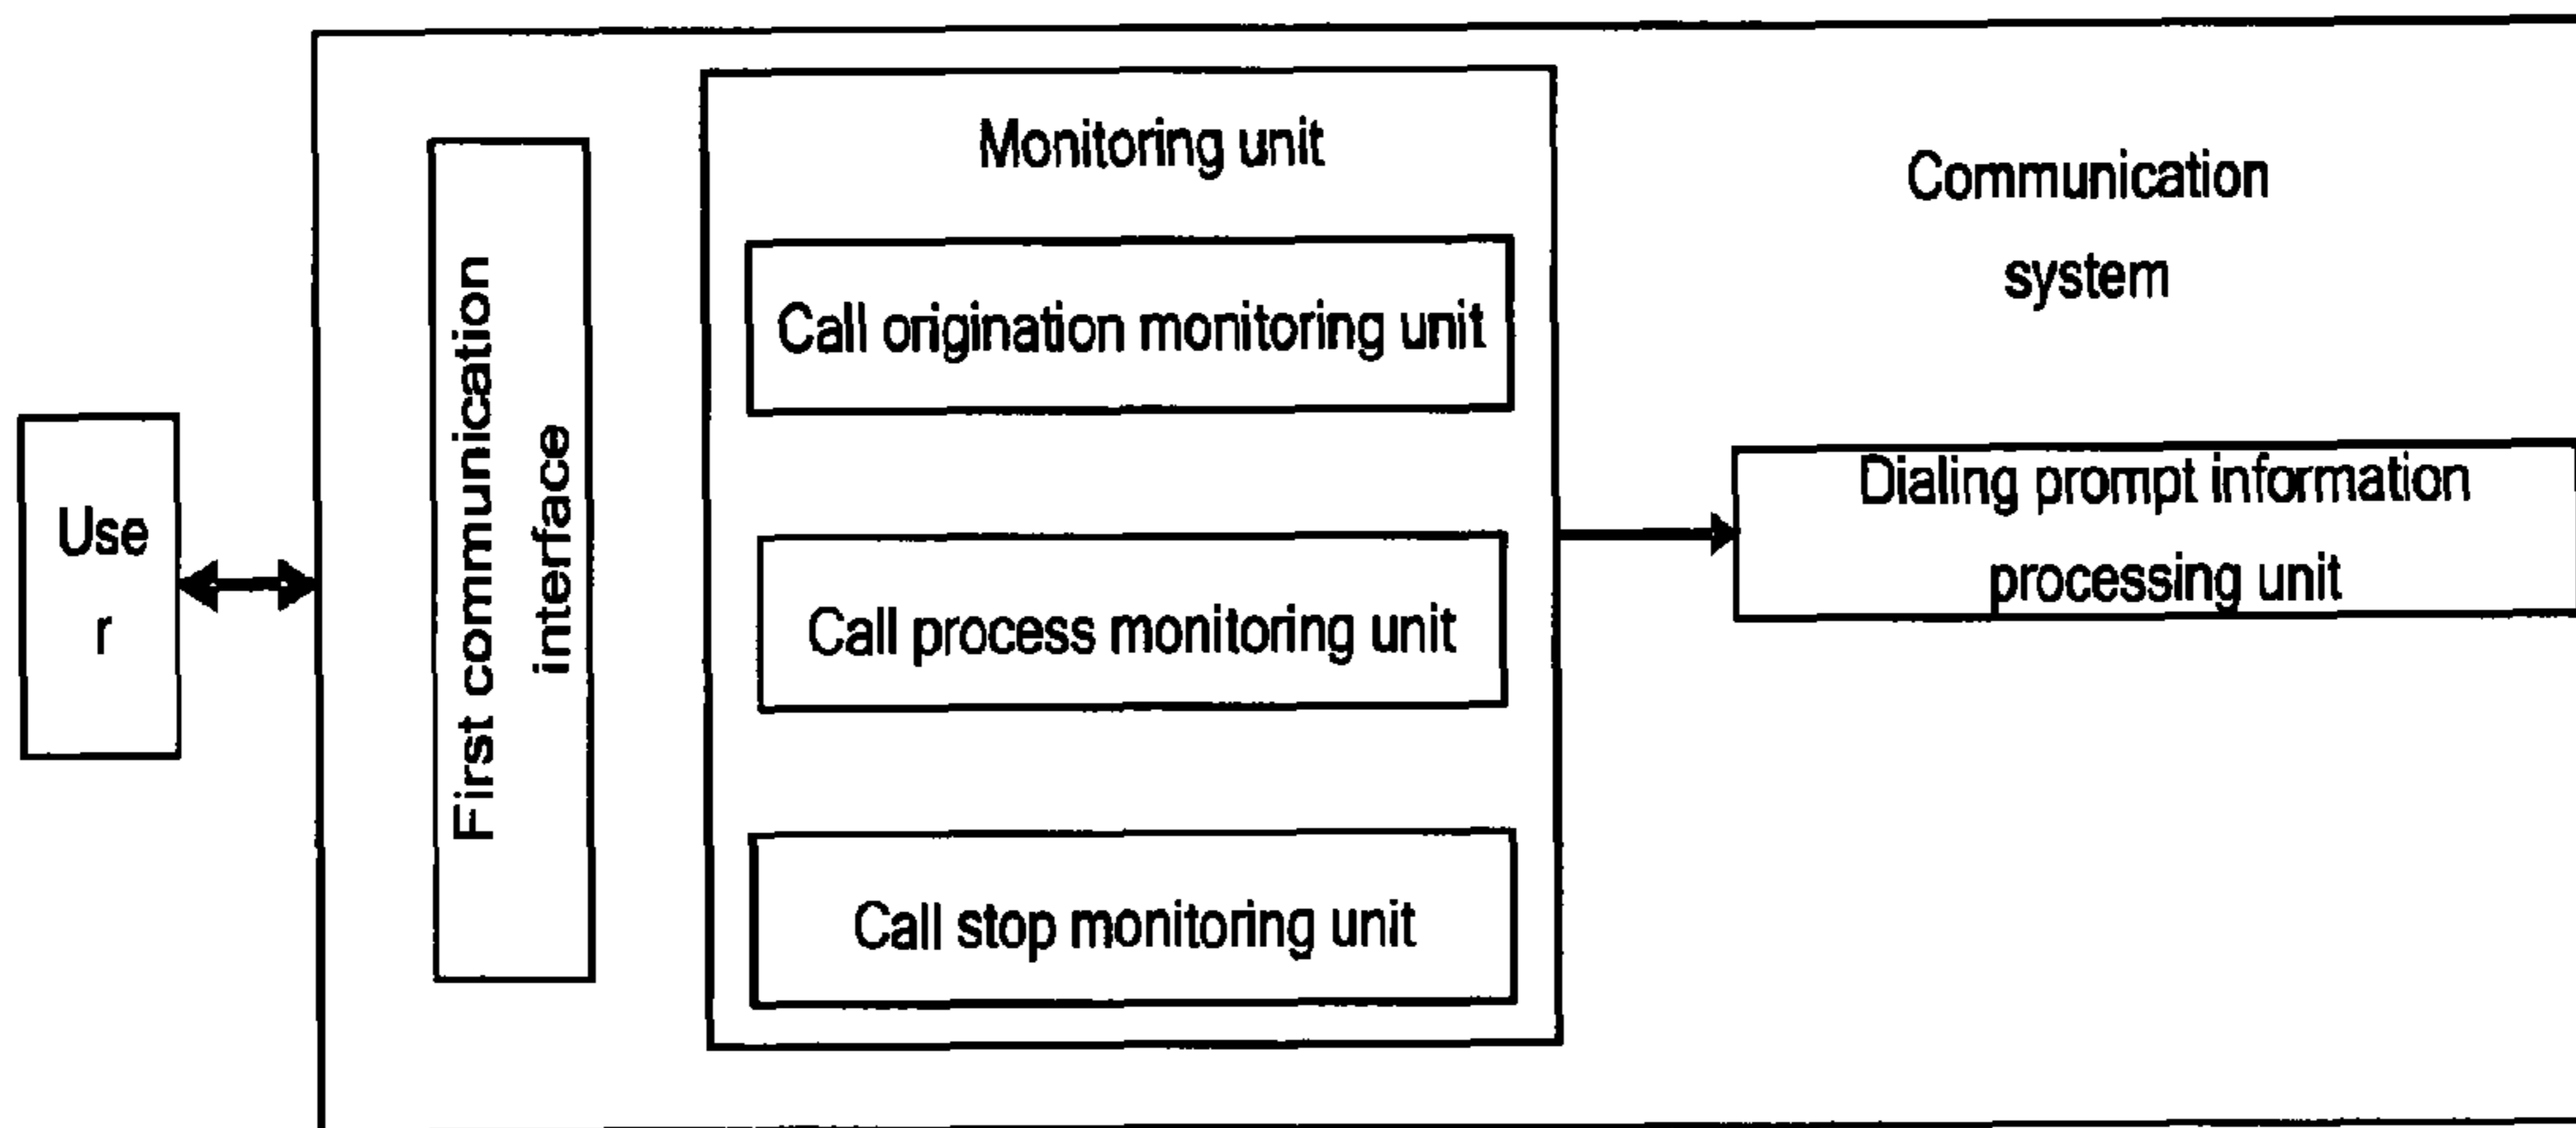 Use
r
First communication
interface
Monitoring unit
Call origination monitoring unit
Call process monitoring unit
Call stop monitoring unit
Communication
system
Dialing prompt information
processing unit